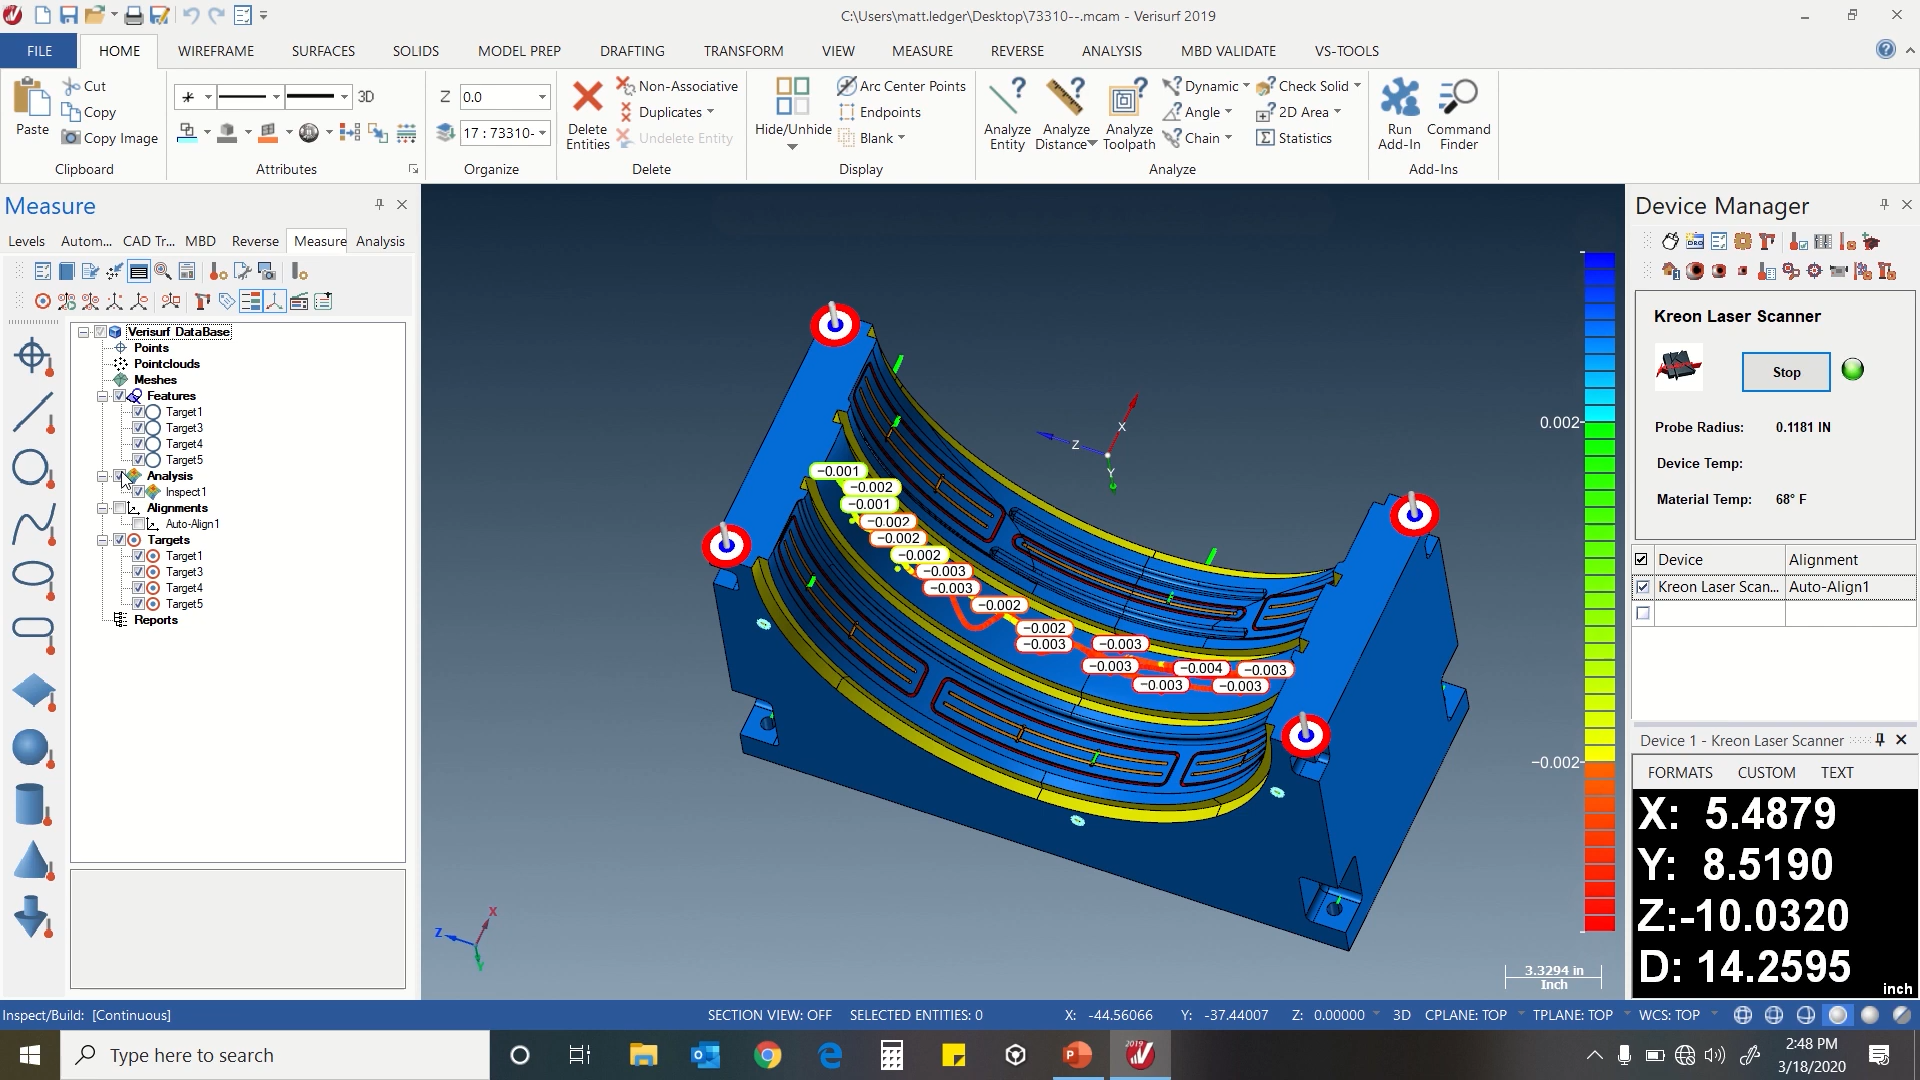 C:\Users\matt.ledger\Desktop\73310--.mcam - Verisurf 2019
FILE HOME WIREFRAME SURFACES SOLIDS MODEL PREP DRAFTING TRANSFORM VIEW MEASURE REVERSE ANALYSIS MBD VALIDATE VS-TOOLS
Paste
Cut
Copy
Copy Image
Clipboard
3D
Attributes
Z 0.0
17 : 73310-
Organize
Delete Entities
Non-Associative
Duplicates
Undelete Entity
Delete
Hide/Unhide
Arc Center Points
Endpoints
Blank
Display
Analyze Entity
Analyze Distance
Analyze Toolpath
Dynamic
Angle
Chain
Check Solid
2D Area
Statistics
Analyze
Run Add-In
Command Finder
Add-Ins
Measure
Levels Autom... CAD Tr... MBD Reverse Measure Analysis
Verisurf DataBase
Points
Pointclouds
Meshes
Features
Target1
Target3
Target4
Target5
Analysis
Inspect1
Alignments
Auto-Align1
Targets
Target1
Target3
Target4
Target5
Reports
X
Z
Y
−0.001
−0.002
−0.001
−0.002
−0.002
−0.002
−0.003
−0.003
−0.002
−0.002
−0.003
−0.003
−0.003
−0.004
−0.003
−0.003
−0.003
0.002
−0.002
X
Z
Y
3.3294 in
Inch
Device Manager
DRO
Kreon Laser Scanner
Stop
Probe Radius: 0.1181 IN
Device Temp:
Material Temp: 68° F
Device Alignment
Kreon Laser Scan... Auto-Align1
Device 1 - Kreon Laser Scanner
FORMATS CUSTOM TEXT
X: 5.4879
Y: 8.5190
Z:-10.0320
D: 14.2595
inch
Inspect/Build: [Continuous]
SECTION VIEW: OFF SELECTED ENTITIES: 0 X: -44.56066 Y: -37.44007 Z: 0.00000 3D CPLANE: TOP TPLANE: TOP WCS: TOP
Type here to search
2019
2:48 PM
3/18/2020